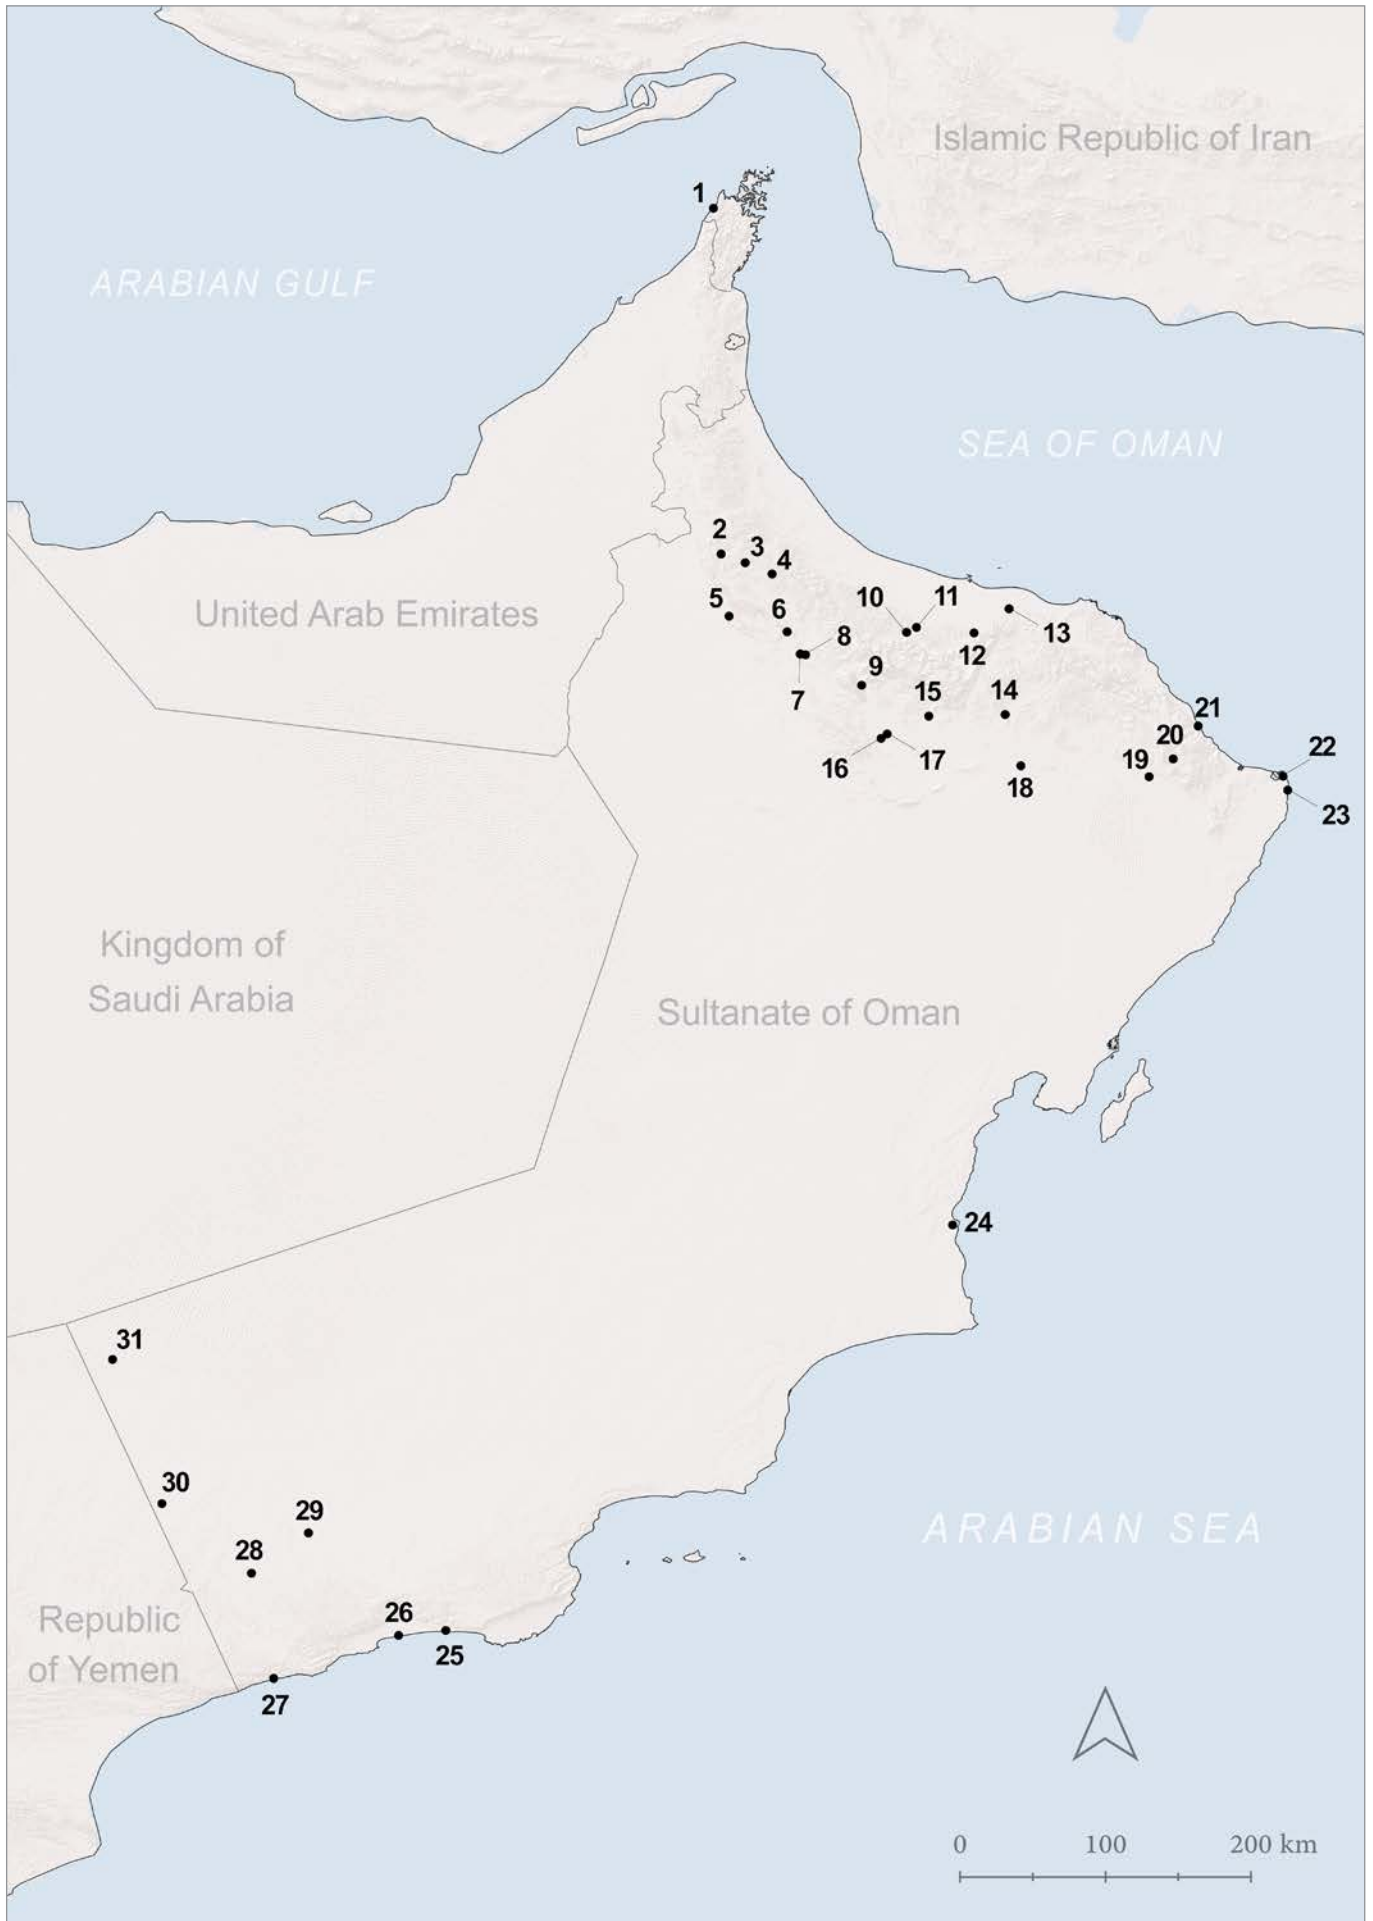 Islamic Republic of Iran
1
ARABIAN GULF
SEA OF OMAN
2
3
4
United Arab Emirates
5
6
8
7
9
10
11
12
13
15
14
16
17
18
19
20
21
22
23
Kingdom of
Saudi Arabia
Sultanate of Oman
24
31
30
29
28
ARABIAN SEA
Republic
of Yemen
26
25
27
0 100 200 km